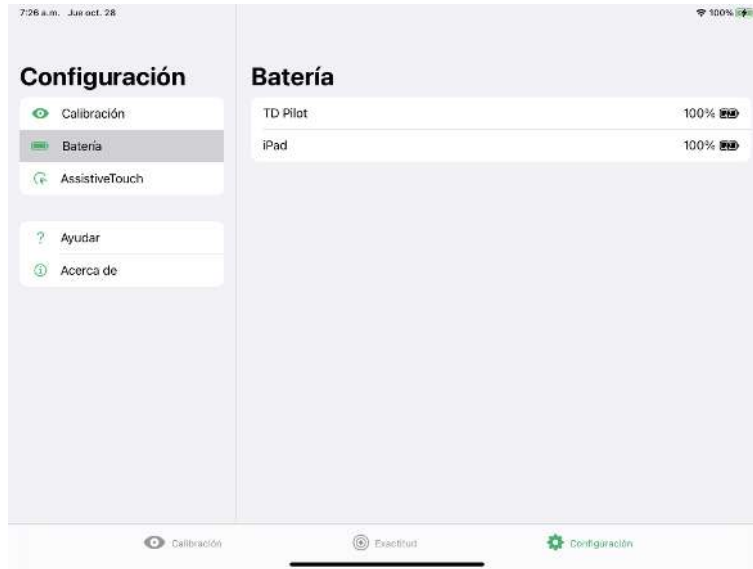 7:26 a.m. Jue oct. 28
100%
Configuración
Calibración
Batería
AssistiveTouch
Ayudar
Acerca de
Batería
TD Pilot 100%
iPad 100%
Calibración Exactitud Configuración